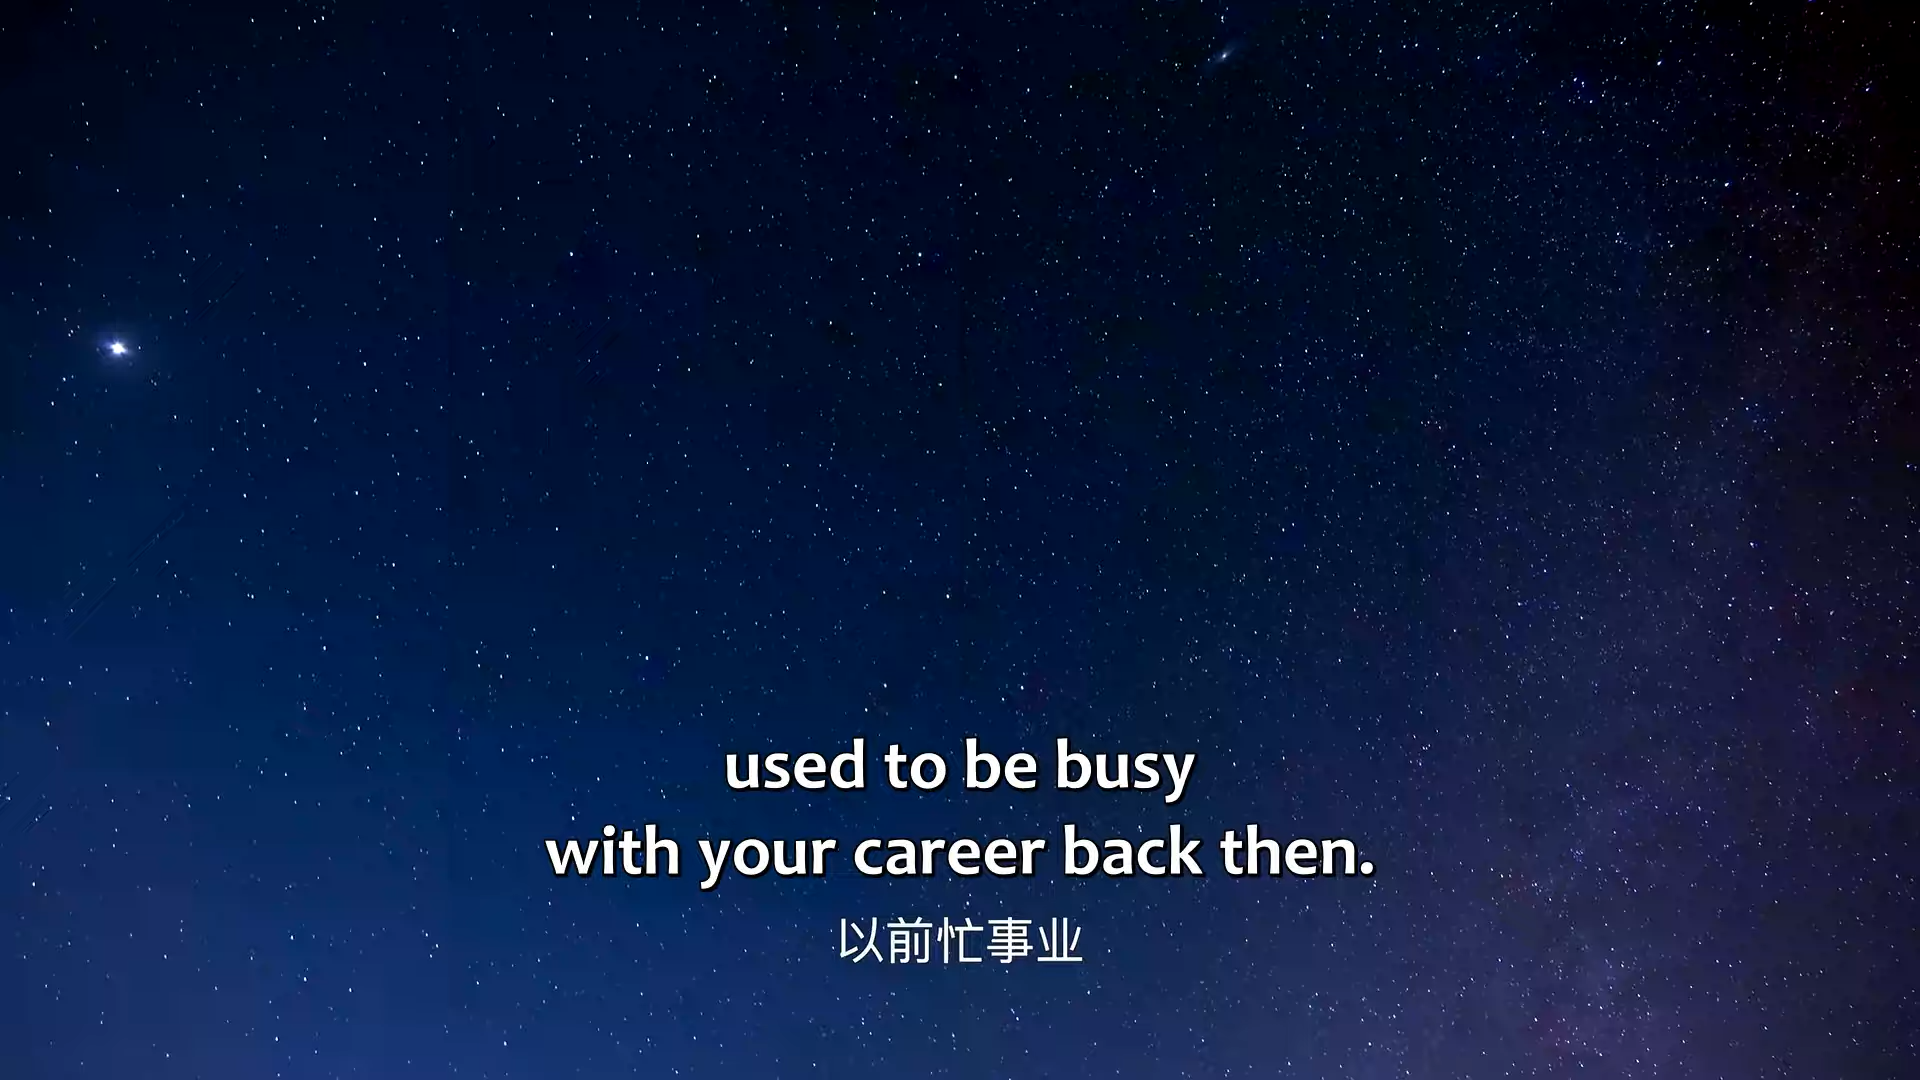 used to be busy
with your career back then.
以前忙事业